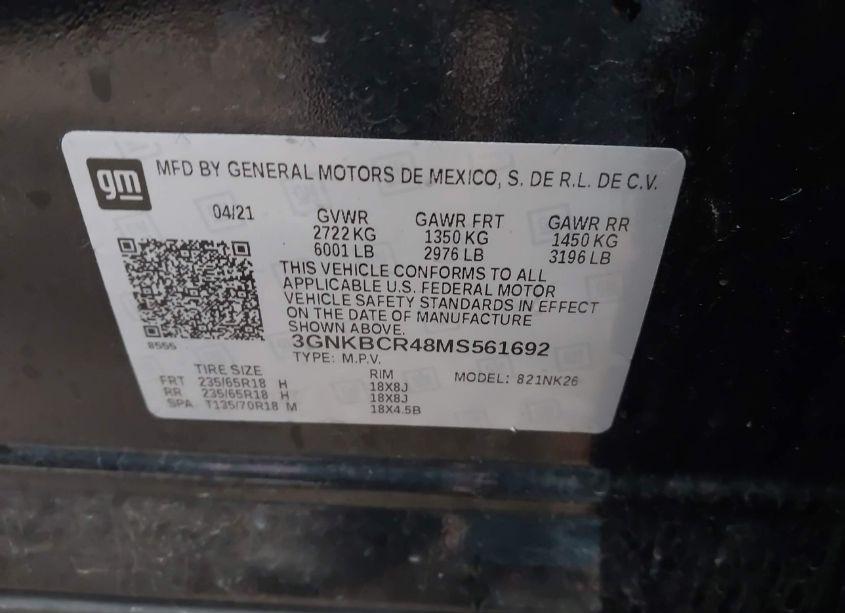 gm MFD BY GENERAL MOTORS DE MEXICO, S. DE R.L. DE C.V.
04/21 GVWR GAWR FRT GAWR RR
2722 KG 1350 KG 1450 KG
6001 LB 2976 LB 3196 LB
THIS VEHICLE CONFORMS TO ALL
APPLICABLE U.S. FEDERAL MOTOR
VEHICLE SAFETY STANDARDS IN EFFECT
ON THE DATE OF MANUFACTURE
SHOWN ABOVE.
8555 3GNKBCR48MS561692
TYPE: M.P.V.
TIRE SIZE RIM MODEL: 821NK26
FRT 235/65R18 H 18X8J
RR 235/65R18 H 18X8J
SPA T135/70R18 M 18X4.5B